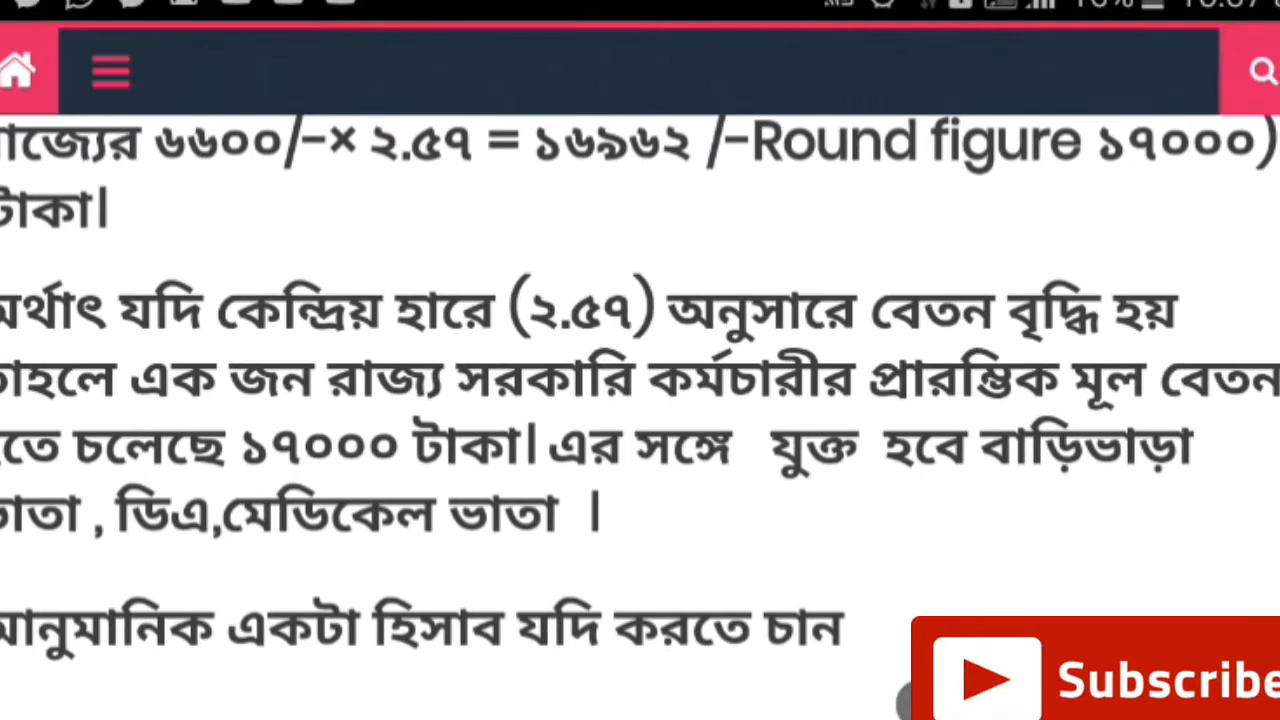 রাজ্যের ৬৬০০/-× ২.৫৭ = ১৬৯৬২ /-Round figure ১৭০০০)
টাকা।
অর্থাৎ যদি কেন্দ্রিয় হারে (২.৫৭) অনুসারে বেতন বৃদ্ধি হয়
তাহলে এক জন রাজ্য সরকারি কর্মচারীর প্রারম্ভিক মূল বেতন
হতে চলেছে ১৭০০০ টাকা। এর সঙ্গে যুক্ত হবে বাড়িভাড়া
ভাতা , ডিএ,মেডিকেল ভাতা ।
আনুমানিক একটা হিসাব যদি করতে চান
Subscribe